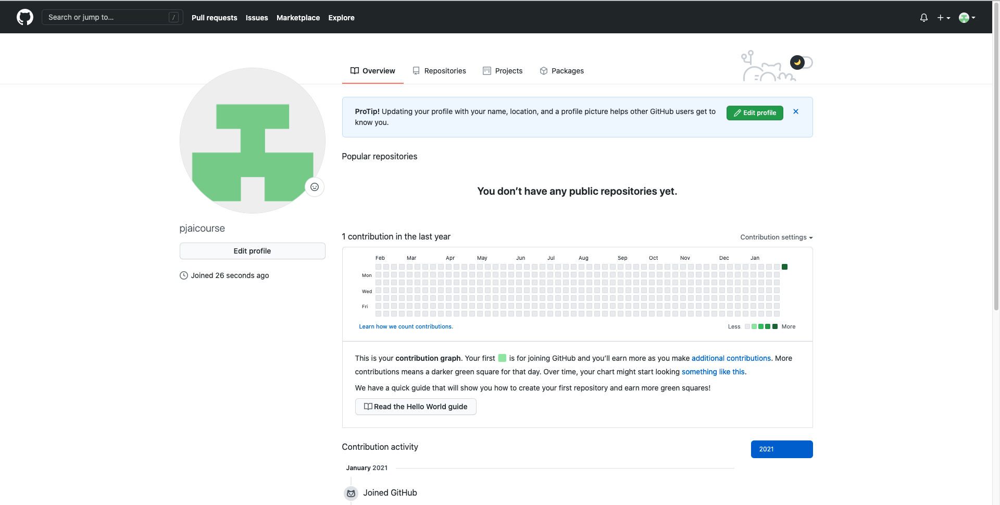 Search or jump to...
/
Pull requests
Issues
Marketplace
Explore
Overview
Repositories
Projects
Packages
ProTip! Updating your profile with your name, location, and a profile picture helps other GitHub users get to
know you.
Edit profile
Popular repositories
You don’t have any public repositories yet.
pjaicourse
Edit profile
Joined 26 seconds ago
1 contribution in the last year
Contribution settings
Feb Mar Apr May Jun Jul Aug Sep Oct Nov Dec Jan
Mon
Wed
Fri
Learn how we count contributions.
Less More
This is your contribution graph. Your first is for joining GitHub and you’ll earn more as you make additional contributions. More
contributions means a darker green square for that day. Over time, your chart might start looking something like this.
We have a quick guide that will show you how to create your first repository and earn more green squares!
Read the Hello World guide
Contribution activity
2021
January 2021
Joined GitHub